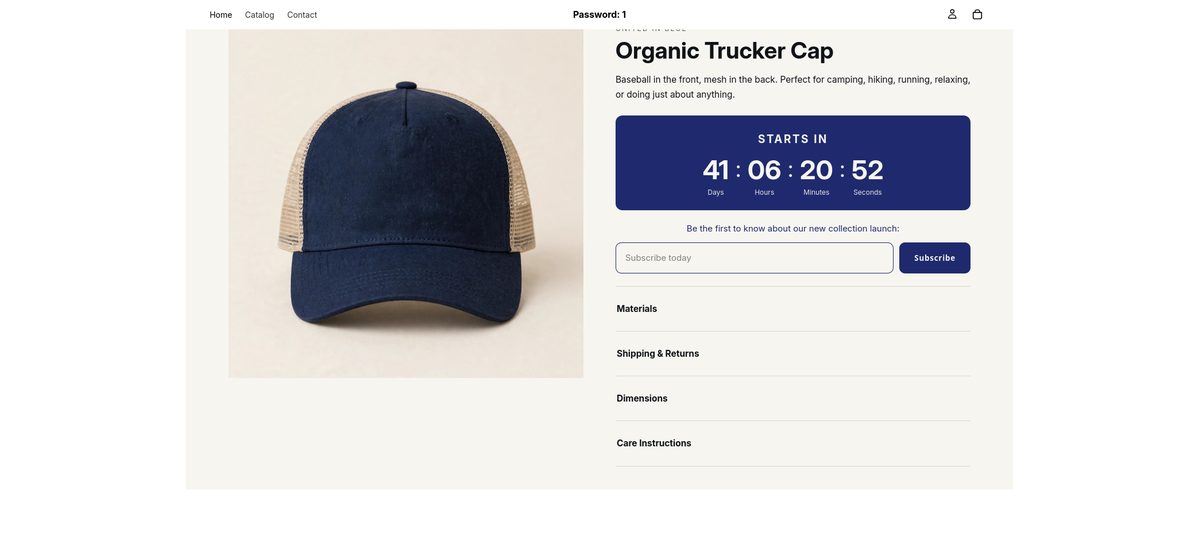 Home Catalog Contact
Password: 1
Organic Trucker Cap
Baseball in the front, mesh in the back. Perfect for camping, hiking, running, relaxing,
or doing just about anything.
STARTS IN
41 : 06 : 20 : 52
Days Hours Minutes Seconds
Be the first to know about our new collection launch:
Subscribe today
Subscribe
Materials
Shipping & Returns
Dimensions
Care Instructions